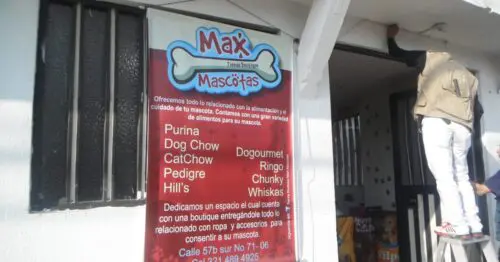 Max
Mascotas
Ofrecemos todo lo relacionado con la alimentación y el
cuidado de tu mascota. Contamos con una gran variedad
de alimentos para su mascota.
Purina
Dog Chow
CatChow
Pedigre
Hill's
Dogourmet
Ringo
Chunky
Whiskas
Dedicamos un espacio el cual cuenta
con una boutique entregándole todo lo
relacionado con ropa y accesorios para
consentir a su mascota.
Calle 57b sur No 71- 06